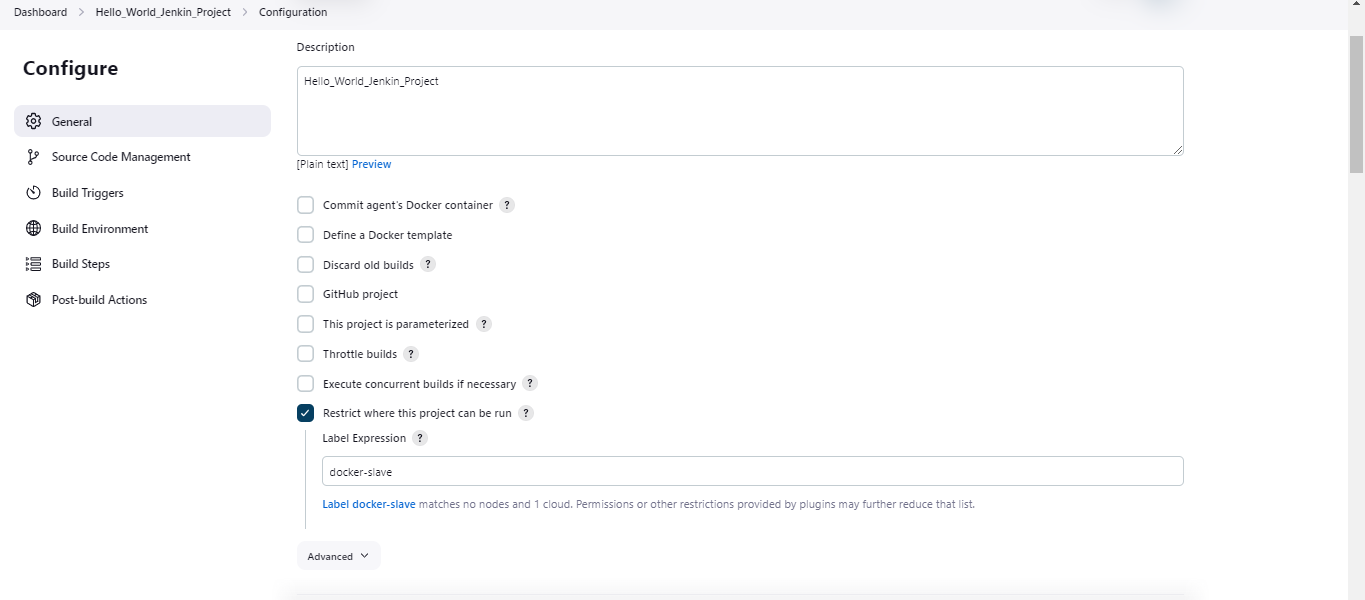 Dashboard > Hello_World_Jenkin_Project > Configuration
Configure
General
Source Code Management
Build Triggers
Build Environment
Build Steps
Post-build Actions
Description
Hello_World_Jenkin_Project
[Plain text] Preview
Commit agent's Docker container ?
Define a Docker template
Discard old builds ?
GitHub project
This project is parameterized ?
Throttle builds ?
Execute concurrent builds if necessary ?
Restrict where this project can be run ?
Label Expression ?
docker-slave
Label docker-slave matches no nodes and 1 cloud. Permissions or other restrictions provided by plugins may further reduce that list.
Advanced